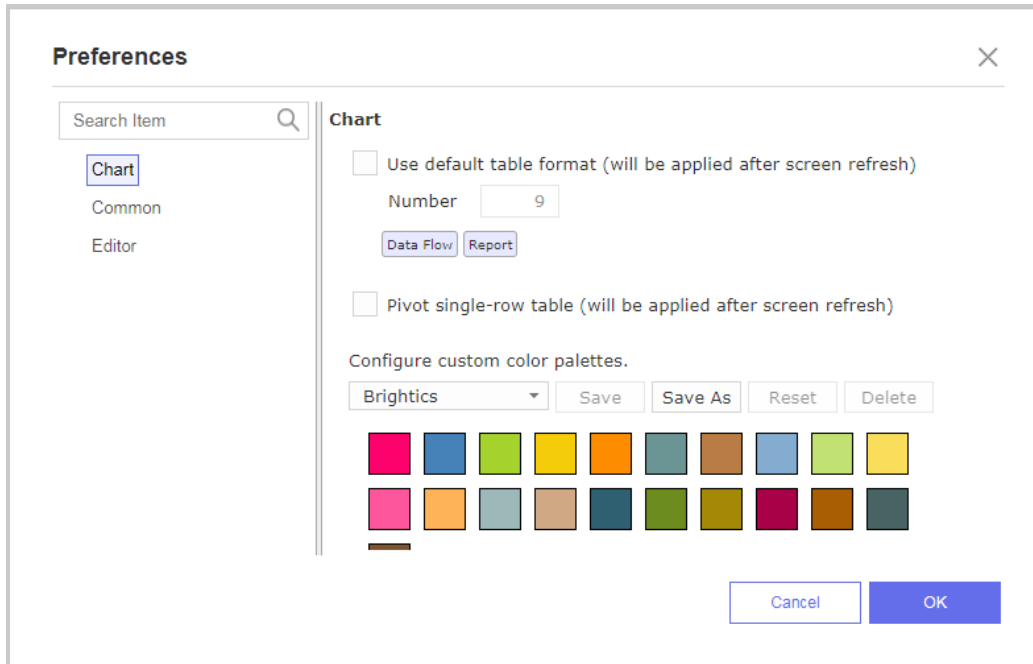 Preferences
Search Item
Chart
Common
Editor
Chart
Use default table format (will be applied after screen refresh)
Number 9
Data Flow Report
Pivot single-row table (will be applied after screen refresh)
Configure custom color palettes.
Brightics Save Save As Reset Delete
Cancel OK